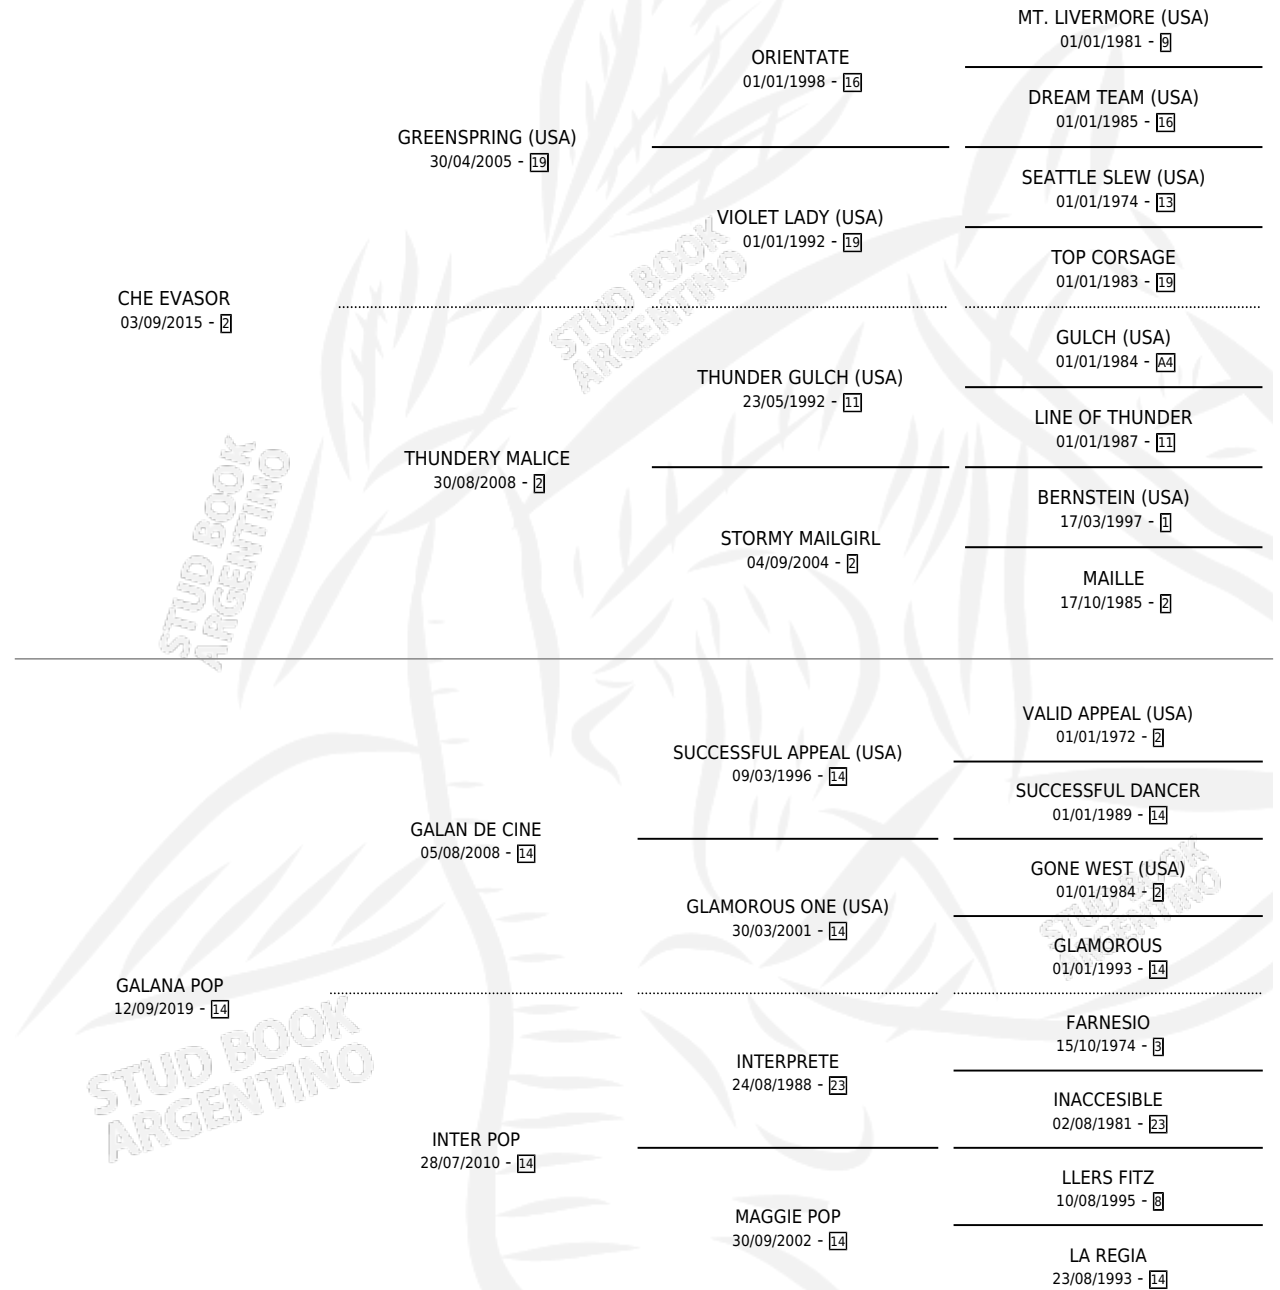 MT. LIVERMORE (USA)
01/01/1981 - 9
ORIENTATE
01/01/1998 - 16
DREAM TEAM (USA)
01/01/1985 - 16
GREENSPRING (USA)
30/04/2005 - 19
SEATTLE SLEW (USA)
01/01/1974 - 13
VIOLET LADY (USA)
01/01/1992 - 19
TOP CORSAGE
01/01/1983 - 19
CHE EVASOR
03/09/2015 - 2
STUD BOOK
ARGENTINO
GULCH (USA)
01/01/1984 - A4
THUNDER GULCH (USA)
23/05/1992 - 11
LINE OF THUNDER
01/01/1987 - 11
THUNDERY MALICE
30/08/2008 - 2
BERNSTEIN (USA)
17/03/1997 - 1
STORMY MAILGIRL
04/09/2004 - 2
MAILLE
17/10/1985 - 2
STUD BOOK
ARGENTINO
VALID APPEAL (USA)
01/01/1972 - 2
SUCCESSFUL APPEAL (USA)
09/03/1996 - 14
SUCCESSFUL DANCER
01/01/1989 - 14
GALAN DE CINE
05/08/2008 - 14
GONE WEST (USA)
01/01/1984 - 2
GLAMOROUS ONE (USA)
30/03/2001 - 14
STUD BOOK
ARGENTINO
GLAMOROUS
01/01/1993 - 14
GALANA POP
12/09/2019 - 14
STUD BOOK
ARGENTINO
FARNESIO
15/10/1974 - 3
INTERPRETE
24/08/1988 - 23
INACCESIBLE
02/08/1981 - 23
INTER POP
28/07/2010 - 14
LLERS FITZ
10/08/1995 - 8
MAGGIE POP
30/09/2002 - 14
LA REGIA
23/08/1993 - 14